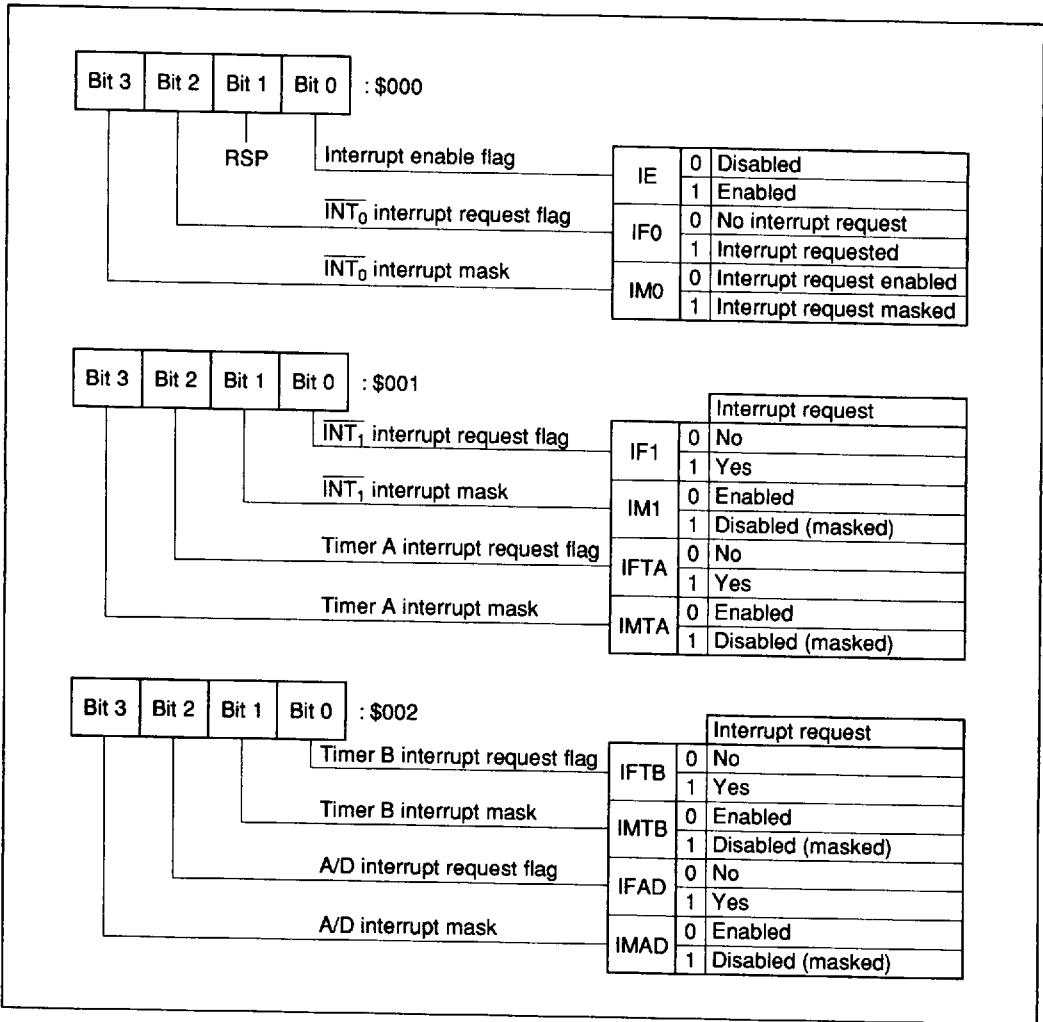 Bit 3 Bit 2 Bit 1 Bit 0 : $000
RSP
Interrupt enable flag
IE 0 Disabled
1 Enabled
INT0 interrupt request flag
IF0 0 No interrupt request
1 Interrupt requested
INT0 interrupt mask
IM0 0 Interrupt request enabled
1 Interrupt request masked
Bit 3 Bit 2 Bit 1 Bit 0 : $001
Interrupt request
INT1 interrupt request flag
IF1 0 No
1 Yes
INT1 interrupt mask
IM1 0 Enabled
1 Disabled (masked)
Timer A interrupt request flag
IFTA 0 No
1 Yes
Timer A interrupt mask
IMTA 0 Enabled
1 Disabled (masked)
Bit 3 Bit 2 Bit 1 Bit 0 : $002
Interrupt request
Timer B interrupt request flag
IFTB 0 No
1 Yes
Timer B interrupt mask
IMTB 0 Enabled
1 Disabled (masked)
A/D interrupt request flag
IFAD 0 No
1 Yes
A/D interrupt mask
IMAD 0 Enabled
1 Disabled (masked)